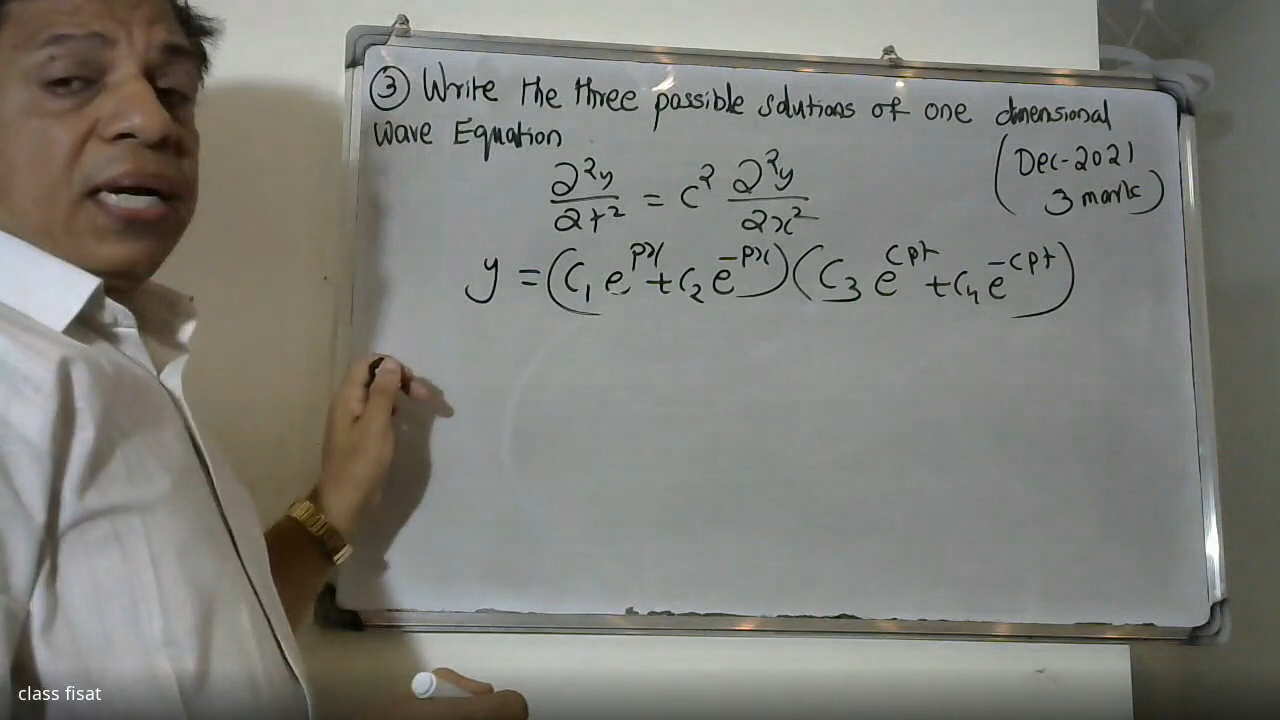 ③ Write the three possible solutions of one dimensional
wave Equation
(Dec-2021
3 marks)
∂²y/∂t² = c² ∂²y/∂x²
y = (C₁e^{px} + C₂e^{-px})(C₃e^{cpt} + C₄e^{-cpt})
class fisat